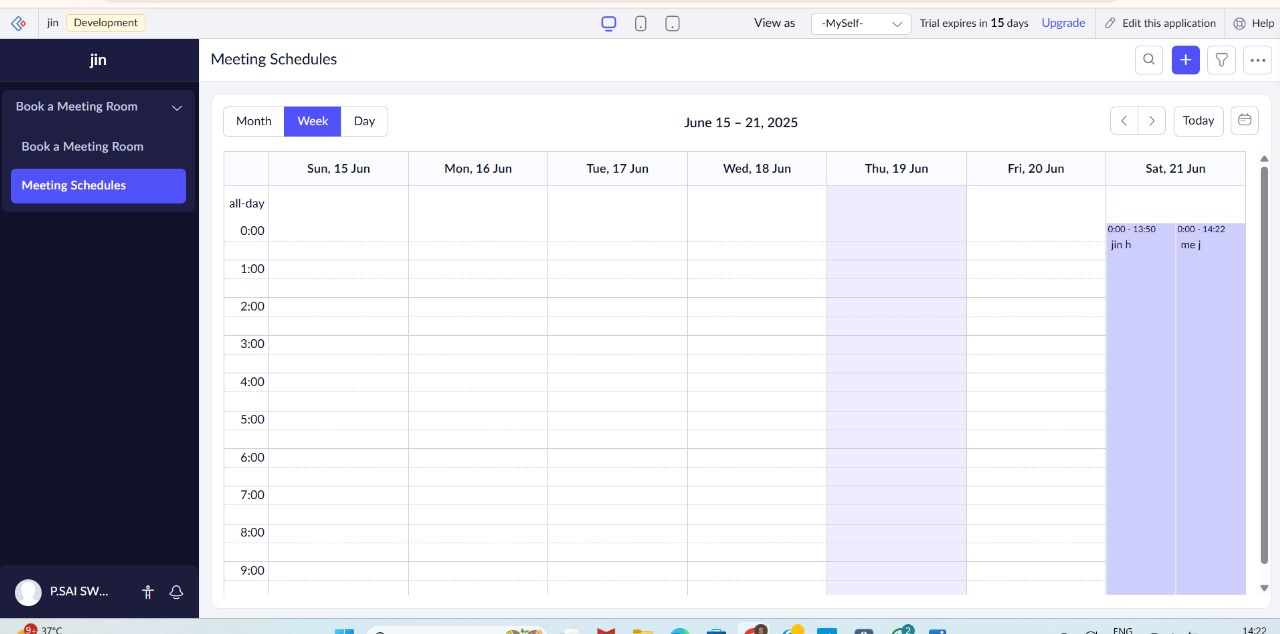 jin Development View as -MySelf- Trial expires in 15 days Upgrade Edit this application Help
jin
Meeting Schedules
Book a Meeting Room
Book a Meeting Room
Meeting Schedules
Month Week Day June 15 – 21, 2025 Today
Sun, 15 Jun Mon, 16 Jun Tue, 17 Jun Wed, 18 Jun Thu, 19 Jun Fri, 20 Jun Sat, 21 Jun
all-day
0:00 0:00 - 13:50 0:00 - 14:22
jin h me j
1:00
2:00
3:00
4:00
5:00
6:00
7:00
8:00
9:00
P.SAI SW...
9+ 37°C 2 ENG 14:22